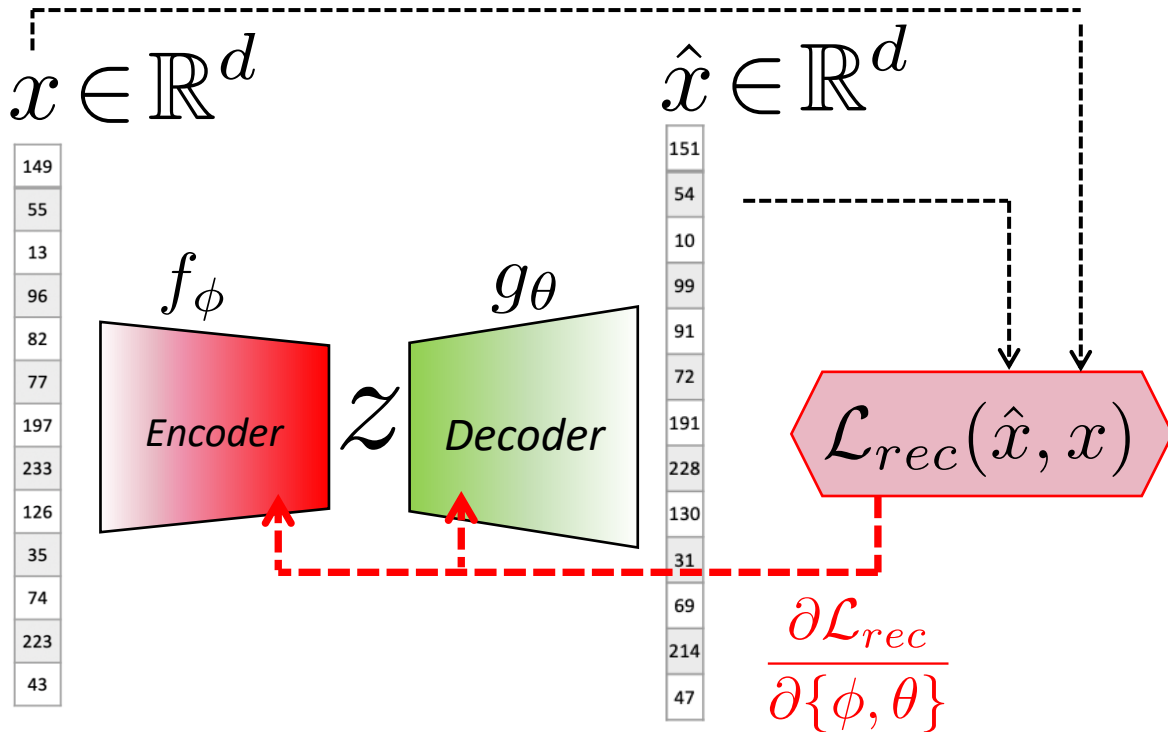 x ∈ ℝ^d
149
55
13
96
82
77
197
233
126
35
74
223
43
f_ϕ
Encoder
z
g_θ
Decoder
x̂ ∈ ℝ^d
151
54
10
99
91
72
191
228
130
31
69
214
47
ℒ_rec(x̂, x)
∂ℒ_rec
∂{ϕ, θ}